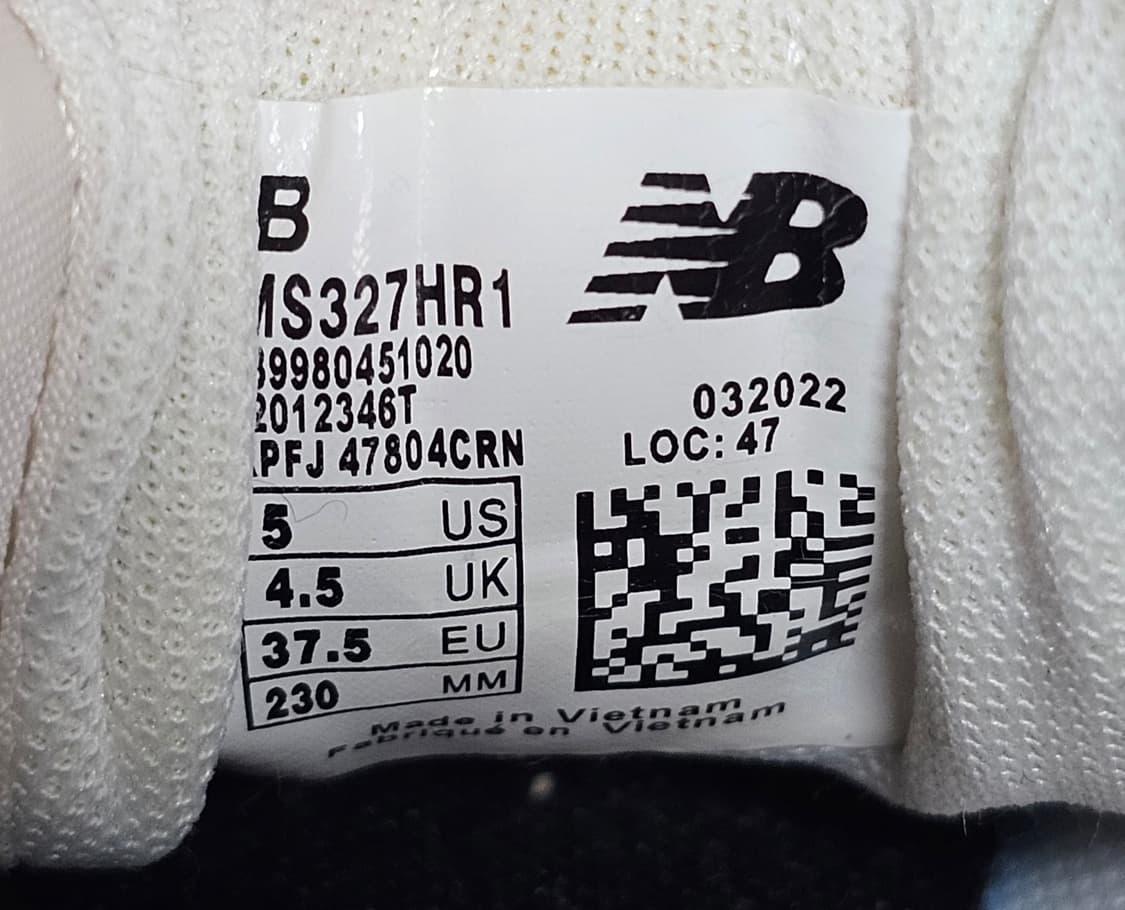 B
NB
MS327HR1
39980451020
2012346T
PFJ 47804CRN
032022
LOC: 47
5 US
4.5 UK
37.5 EU
230 MM
Made in Vietnam
Fabriqué en Vietnam